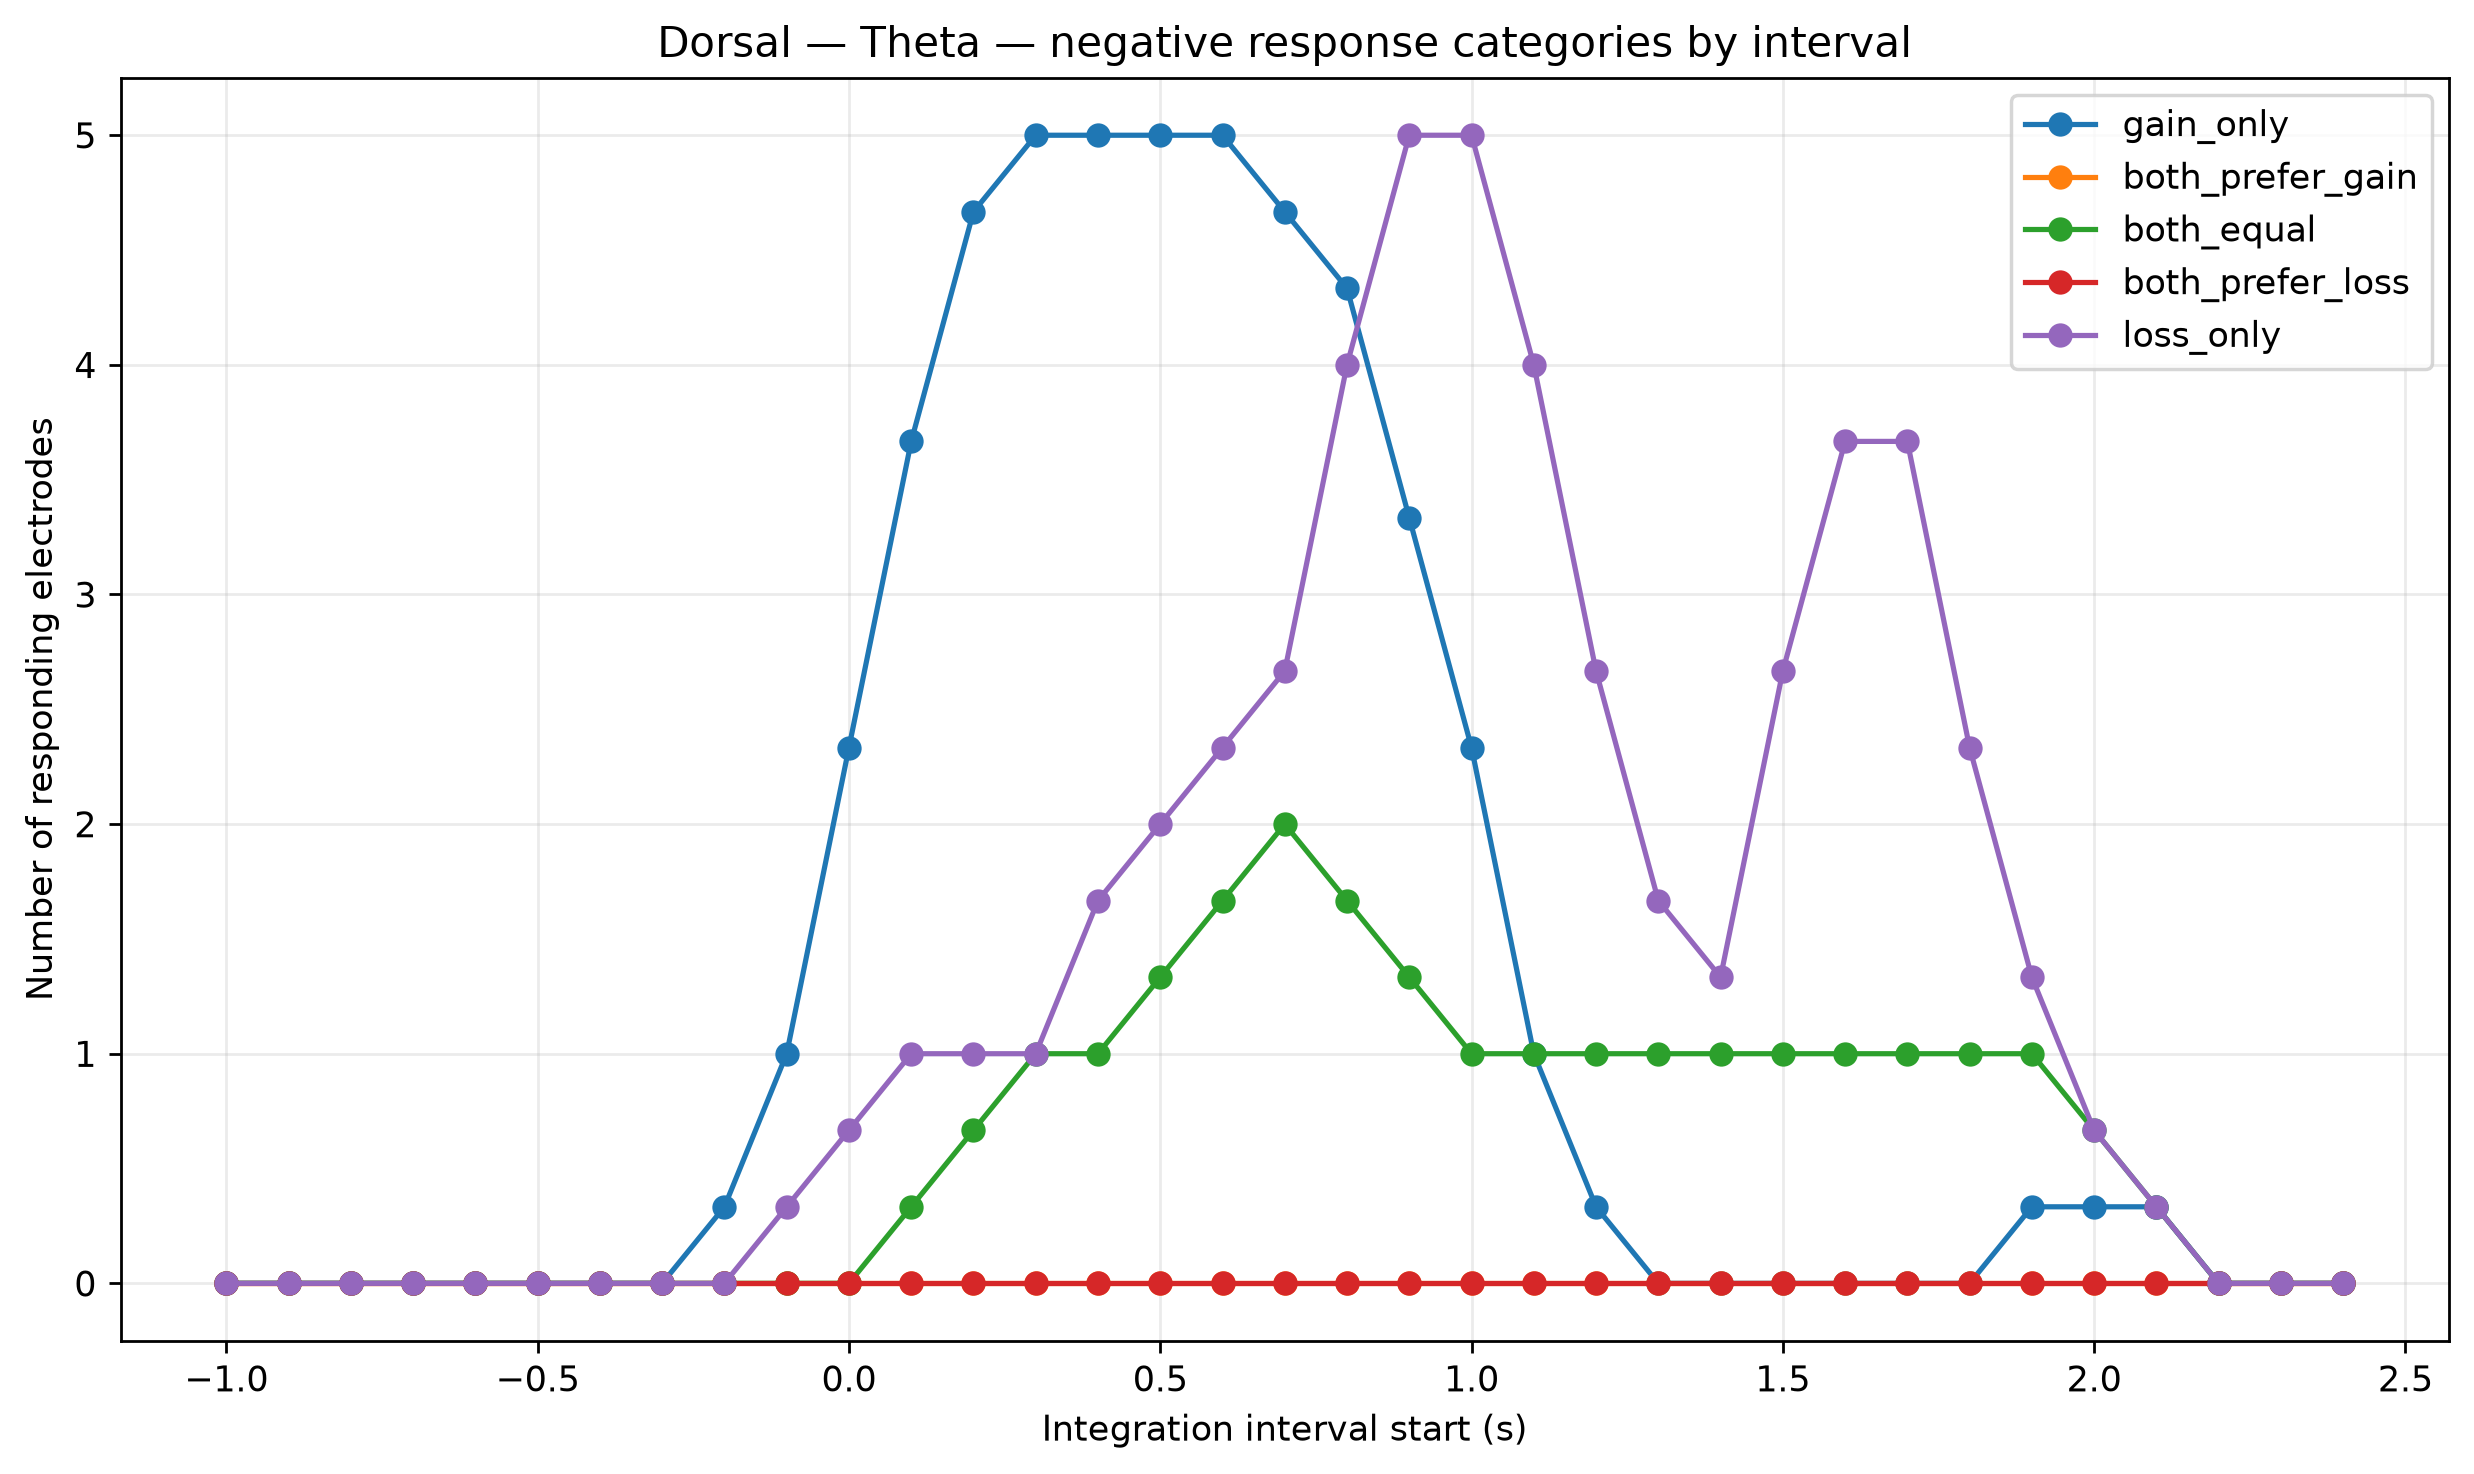 Dorsal — Theta — negative response categories by interval
gain_only
both_prefer_gain
both_equal
both_prefer_loss
loss_only
Number of responding electrodes
5
4
3
2
1
0
−1.0
−0.5
0.0
0.5
1.0
1.5
2.0
2.5
Integration interval start (s)